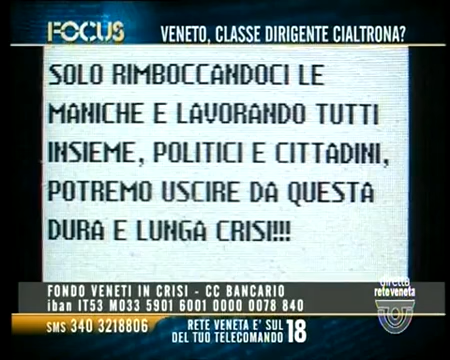 FOCUS
VENETO, CLASSE DIRIGENTE CIALTRONA?
SOLO RIMBOCCANDOCI LE
MANICHE E LAVORANDO TUTTI
INSIEME, POLITICI E CITTADINI,
POTREMO USCIRE DA QUESTA
DURA E LUNGA CRISI!!!
diretta
reteveneta
FONDO VENETI IN CRISI - CC BANCARIO
iban IT53 M033 5901 6001 0000 0078 840
SMS 340 3218806
RETE VENETA E' SUL
DEL TUO TELECOMANDO
18